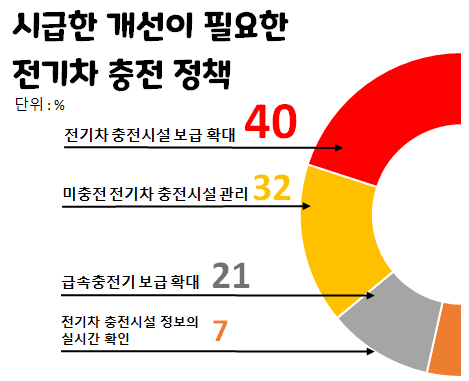 시급한 개선이 필요한
전기차 충전 정책
단위 : %
전기차 충전시설 보급 확대 40
미충전 전기차 충전시설 관리 32
급속충전기 보급 확대 21
전기차 충전시설 정보의
실시간 확인 7